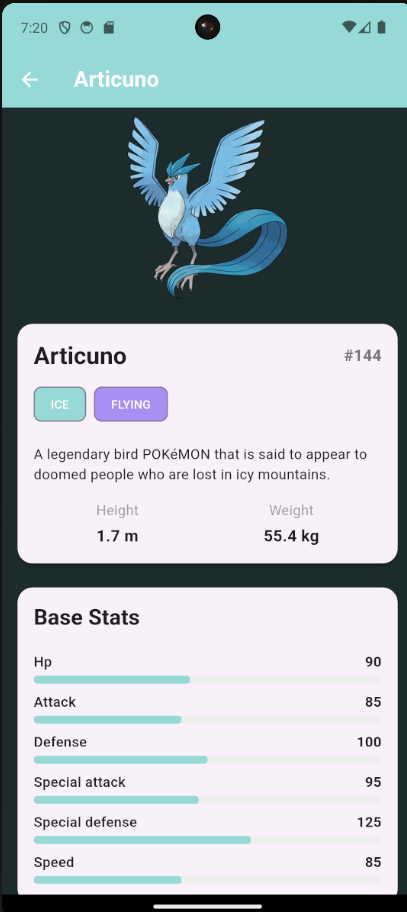 7:20
Articuno
Articuno #144
ICE FLYING
A legendary bird POKéMON that is said to appear to
doomed people who are lost in icy mountains.
Height Weight
1.7 m 55.4 kg
Base Stats
Hp 90
Attack 85
Defense 100
Special attack 95
Special defense 125
Speed 85